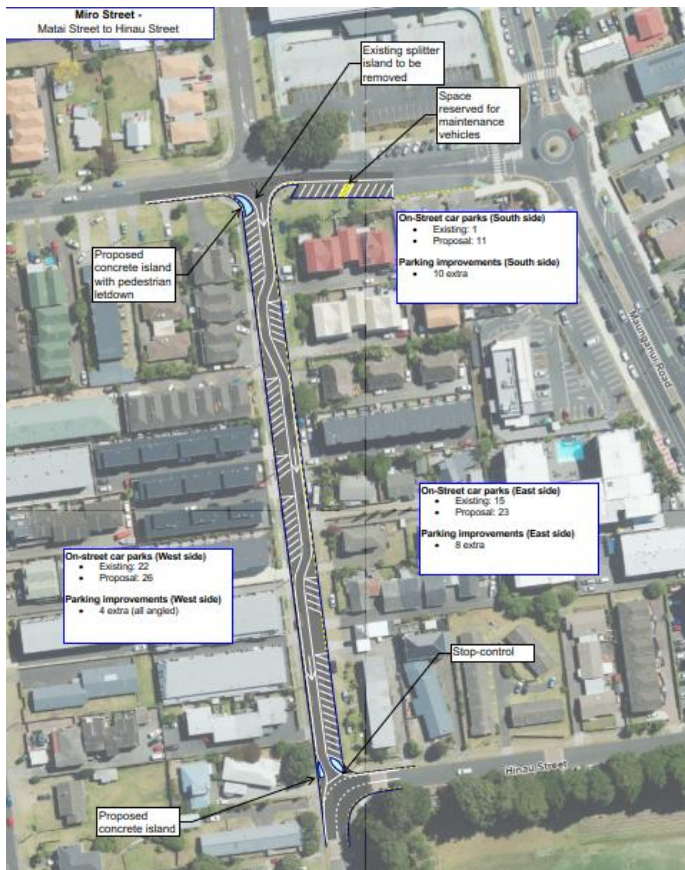 Miro Street -
Matai Street to Hinau Street
Existing splitter
island to be
removed
Space
reserved for
maintenance
vehicles
On-Street car parks (South side)
• Existing: 1
• Proposal: 11
Parking improvements (South side)
• 10 extra
Proposed
concrete island
with pedestrian
letdown
Maunganui Road
On-Street car parks (East side)
• Existing: 15
• Proposal: 23
Parking improvements (East side)
• 8 extra
On-street car parks (West side)
• Existing: 22
• Proposal: 26
Parking improvements (West side)
• 4 extra (all angled)
Stop-control
Hinau Street
Proposed
concrete island